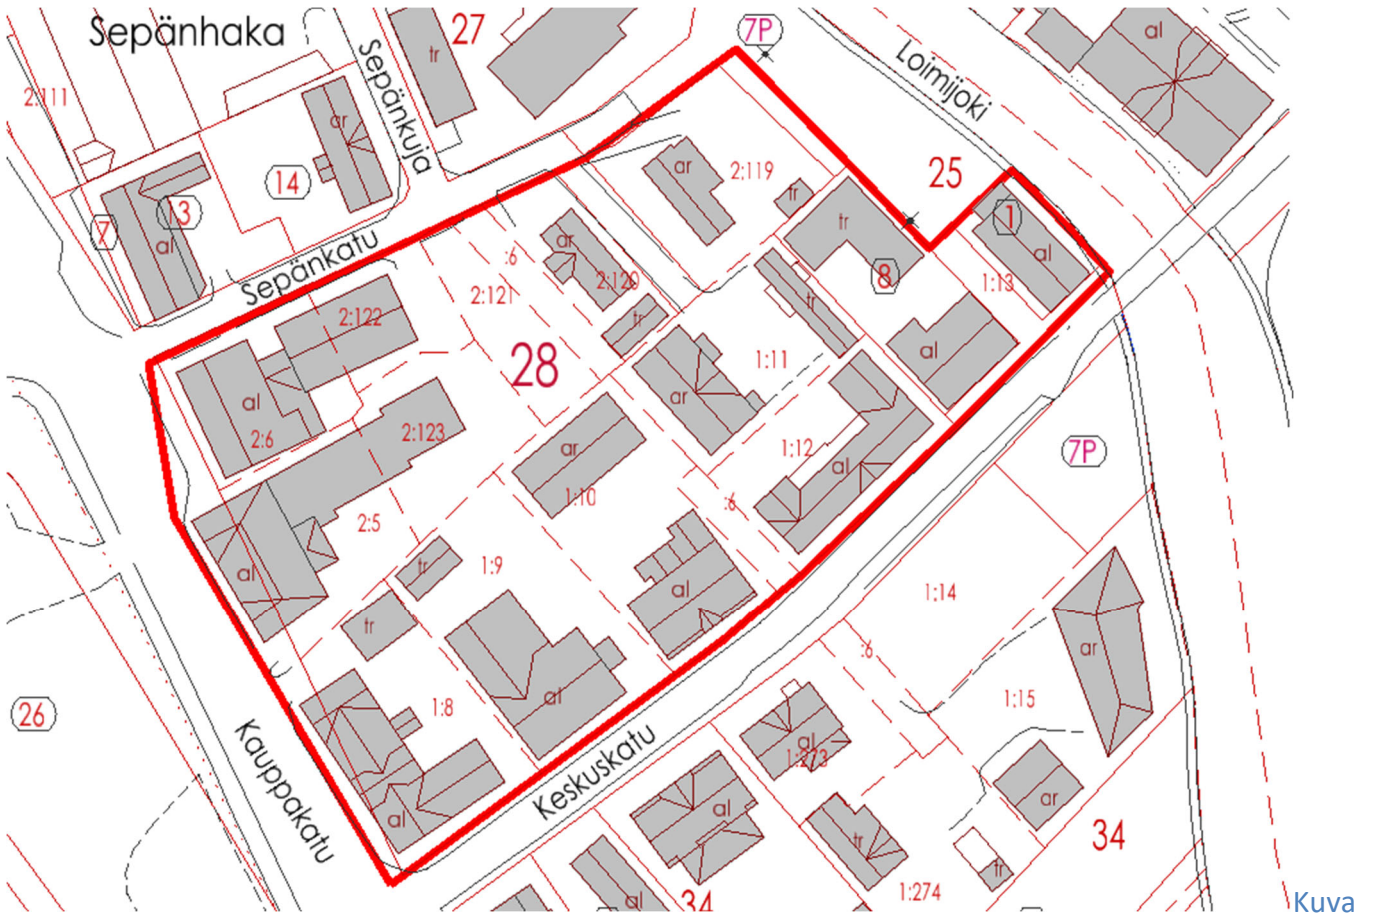 Sepänhaka
27
7P
al
tr
Loimijoki
2:111
Sepänkuja
ar
14
ar
2:119
25
13
7
tr
tr
1
al
Sepänkatu
ar
:6
al
8
2:120
1:13
2:121
2:122
tr
tr
28
1:11
al
al
ar
2:6
2:123
ar
1:12
7P
al
1:10
:6
2:5
al
tr
1:9
al
1:14
tr
:6
ar
al
1:8
1:15
26
Kauppakatu
al
1:273
Keskuskatu
al
al
ar
tr
34
tr
1:274
al
34
Kuva